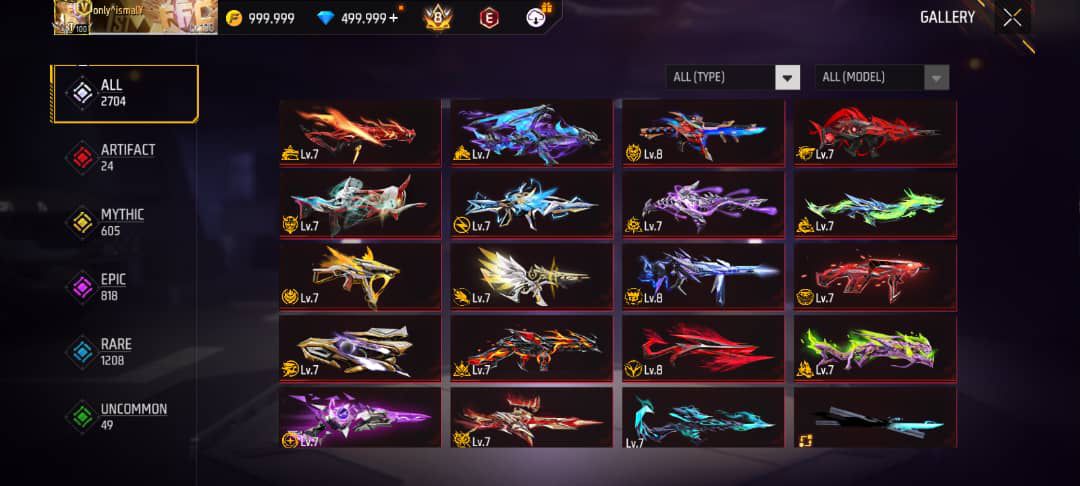 only^ismail?
999.999
499.999+
8
E
GALLERY
ALL
2704
ARTIFACT
24
MYTHIC
605
EPIC
818
RARE
1208
UNCOMMON
49
ALL (TYPE)
ALL (MODEL)
Lv.7
Lv.7
Lv.8
Lv.7
Lv.7
Lv.7
Lv.7
Lv.7
Lv.7
Lv.7
Lv.8
Lv.7
Lv.7
Lv.7
Lv.8
Lv.7
Lv.7
Lv.7
Lv.7